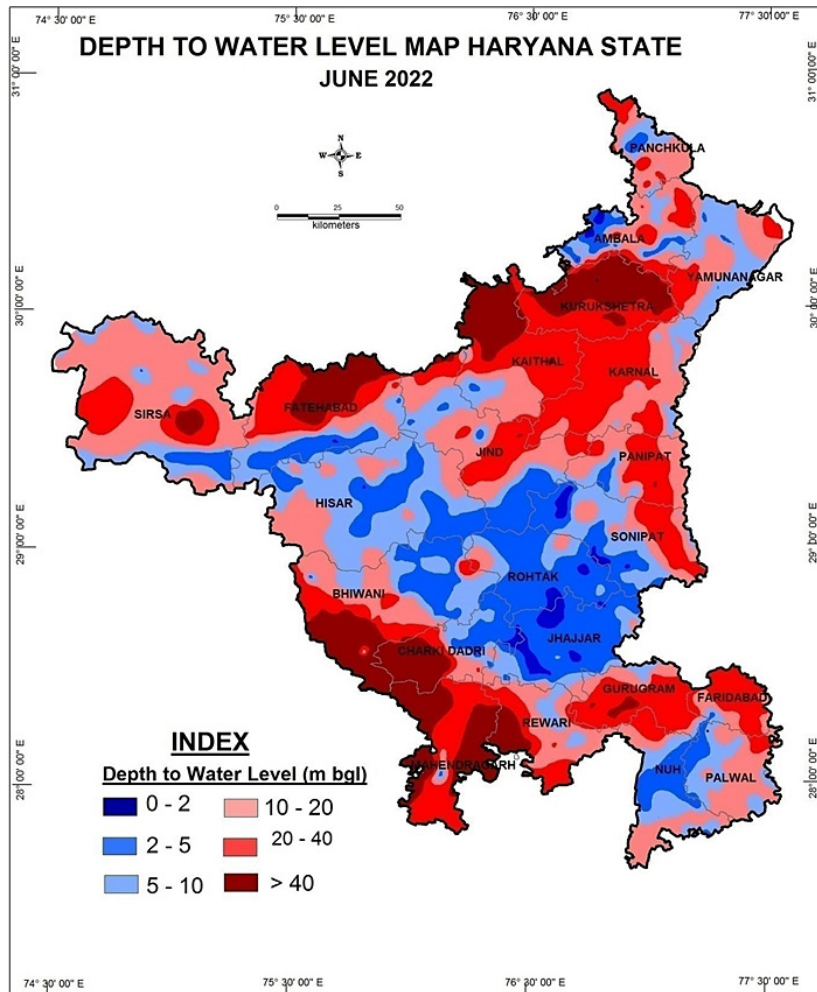 74° 30' 00" E
75° 30' 00" E
76° 30' 00" E
77° 30' 00" E
DEPTH TO WATER LEVEL MAP HARYANA STATE
JUNE 2022
31° 00' 00" E
31° 00' 00" E
N
W E
S
0 25 50
kilometers
PANCHKULA
AMBALA
YAMUNANAGAR
30° 00' 00" E
KURUKSHETRA
30° 00' 00" E
KAITHAL
KARNAL
SIRSA
FATEHABAD
JIND
PANIPAT
HISAR
SONIPAT
29° 00' 00" E
29° 00' 00" E
ROHTAK
BHIWANI
JHAJJAR
CHARKI DADRI
GURUGRAM
FARIDABAD
REWARI
MAHENDRAGARH
NUH
PALWAL
28° 00' 00" E
28° 00' 00" E
INDEX
Depth to Water Level (m bgl)
0 - 2
10 - 20
2 - 5
20 - 40
5 - 10
> 40
74° 30' 00" E
75° 30' 00" E
76° 30' 00" E
77° 30' 00" E